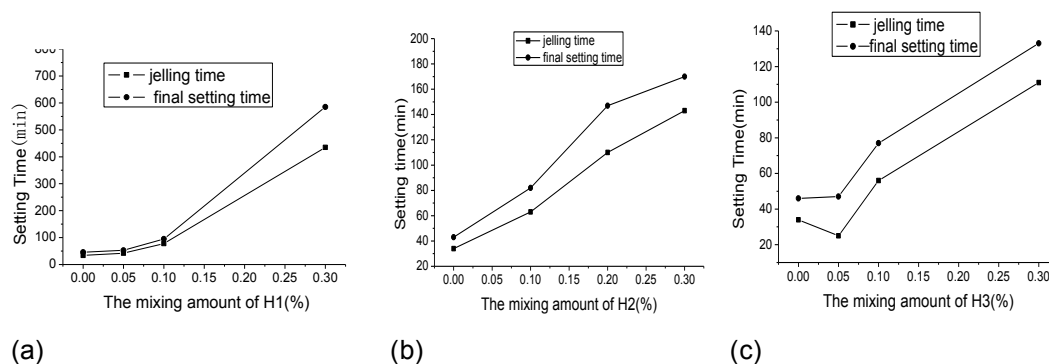 800
700
600
500
400
300
200
100
0
Setting Time(min)
jelling time
final setting time
0.00 0.05 0.10 0.15 0.20 0.25 0.30
The mixing amount of H1(%)
(a)
200
180
160
140
120
100
80
60
40
20
Setting time(min)
jelling time
final setting time
0.00 0.05 0.10 0.15 0.20 0.25 0.30
The mixing amount of H2(%)
(b)
140
120
100
80
60
40
20
Setting Time(min)
jelling time
final setting time
0.00 0.05 0.10 0.15 0.20 0.25 0.30
The mixing amount of H3(%)
(c)